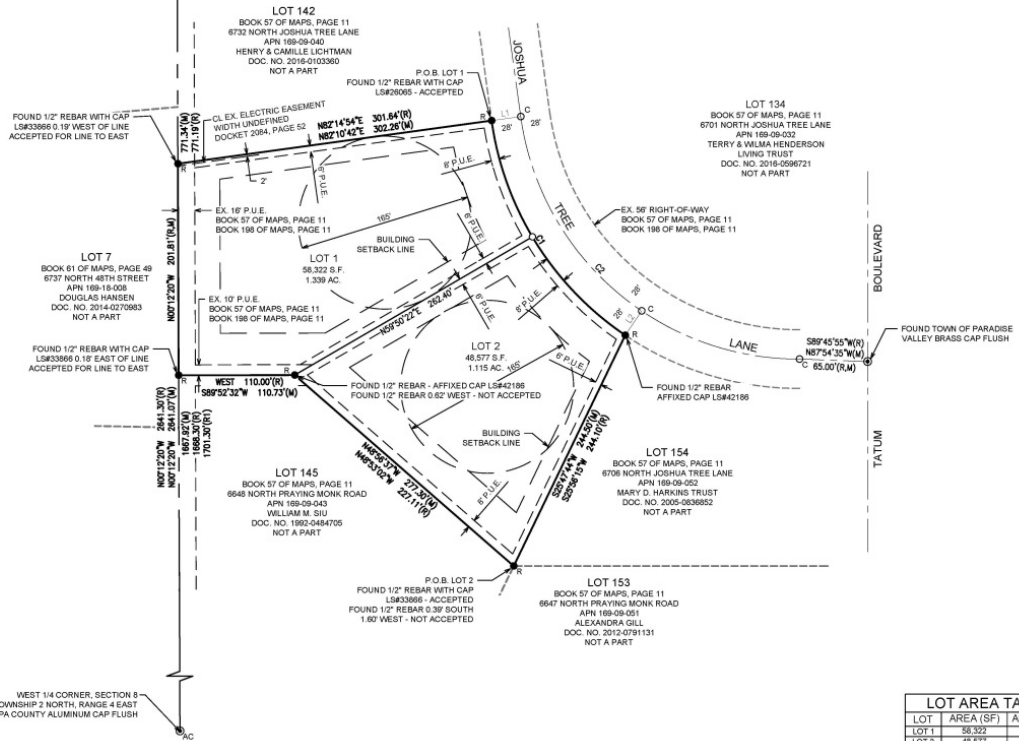 LOT 142
BOOK 57 OF MAPS, PAGE 11
6732 NORTH JOSHUA TREE LANE
APN 169-09-040
HENRY & CAMILLE LICHTMAN
DOC. NO. 2016-0103360
NOT A PART
P.O.B. LOT 1
FOUND 1/2" REBAR WITH CAP
LS#26065 - ACCEPTED
JOSHUA
TREE
LANE
LOT 134
BOOK 57 OF MAPS, PAGE 11
6701 NORTH JOSHUA TREE LANE
APN 169-09-032
TERRY & WILMA HENDERSON
LIVING TRUST
DOC. NO. 2016-0596721
NOT A PART
FOUND 1/2" REBAR WITH CAP
LS#33866 0.19' WEST OF LINE
ACCEPTED FOR LINE TO EAST
771.34'(M)
771.19'(R)
CL EX. ELECTRIC EASEMENT
WIDTH UNDEFINED
DOCKET 2084, PAGE 52
N82°14'54"E 301.64'(R)
N82°10'42"E 302.26'(M)
R
L1
C
28'
28'
R
2'
8' P.U.E.
8' P.U.E.
165'
6' P.U.E.
EX. 16' P.U.E.
BOOK 57 OF MAPS, PAGE 11
BOOK 198 OF MAPS, PAGE 11
EX. 56' RIGHT-OF-WAY
BOOK 57 OF MAPS, PAGE 11
BOOK 198 OF MAPS, PAGE 11
N00°12'20"W 201.81'(R,M)
BUILDING
SETBACK LINE
C1
LOT 1
58,322 S.F.
1.339 AC.
LOT 7
BOOK 61 OF MAPS, PAGE 49
6737 NORTH 48TH STREET
APN 169-18-008
DOUGLAS HANSEN
DOC. NO. 2014-0270983
NOT A PART
C2
BOULEVARD
EX. 10' P.U.E.
BOOK 57 OF MAPS, PAGE 11
BOOK 198 OF MAPS, PAGE 11
N59°50'22"E 262.40'
6' P.U.E.
8' P.U.E.
28'
28'
L2
C
R
FOUND TOWN OF PARADISE
VALLEY BRASS CAP FLUSH
S89°45'55"W(R)
N87°54'35"W(M)
C 65.00'(R,M)
LOT 2
48,577 S.F.
1.115 AC.
165'
6' P.U.E.
FOUND 1/2" REBAR WITH CAP
LS#33866 0.18' EAST OF LINE
ACCEPTED FOR LINE TO EAST
R
WEST 110.00'(R)
S89°52'32"W 110.73'(M)
R
FOUND 1/2" REBAR - AFFIXED CAP LS#42186
FOUND 1/2" REBAR 0.62' WEST - NOT ACCEPTED
FOUND 1/2" REBAR
AFFIXED CAP LS#42186
N00°12'20"W 2641.30'(R)
N00°12'20"W 2641.07'(M)
1667.92'(M)
1668.30'(R)
1701.30'(R1)
BUILDING
SETBACK LINE
TATUM
N48°56'37"W 277.30'(M)
N48°53'02"W 227.11'(R)
S25°47'44"W 244.50'(M)
S25°56'15"W 244.10'(R)
8' P.U.E.
LOT 154
BOOK 57 OF MAPS, PAGE 11
6706 NORTH JOSHUA TREE LANE
APN 169-09-052
MARY D. HARKINS TRUST
DOC. NO. 2005-0836852
NOT A PART
LOT 145
BOOK 57 OF MAPS, PAGE 11
6648 NORTH PRAYING MONK ROAD
APN 169-09-043
WILLIAM M. SIU
DOC. NO. 1992-0484705
NOT A PART
R
P.O.B. LOT 2
FOUND 1/2" REBAR WITH CAP
LS#33866 - ACCEPTED
FOUND 1/2" REBAR 0.39' SOUTH
1.60' WEST - NOT ACCEPTED
LOT 153
BOOK 57 OF MAPS, PAGE 11
6647 NORTH PRAYING MONK ROAD
APN 169-09-051
ALEXANDRA GILL
DOC. NO. 2012-0791131
NOT A PART
WEST 1/4 CORNER, SECTION 8
OWNSHIP 2 NORTH, RANGE 4 EAST
PA COUNTY ALUMINUM CAP FLUSH
AC
LOT AREA TA
LOT AREA (SF) A
LOT 1 58,322